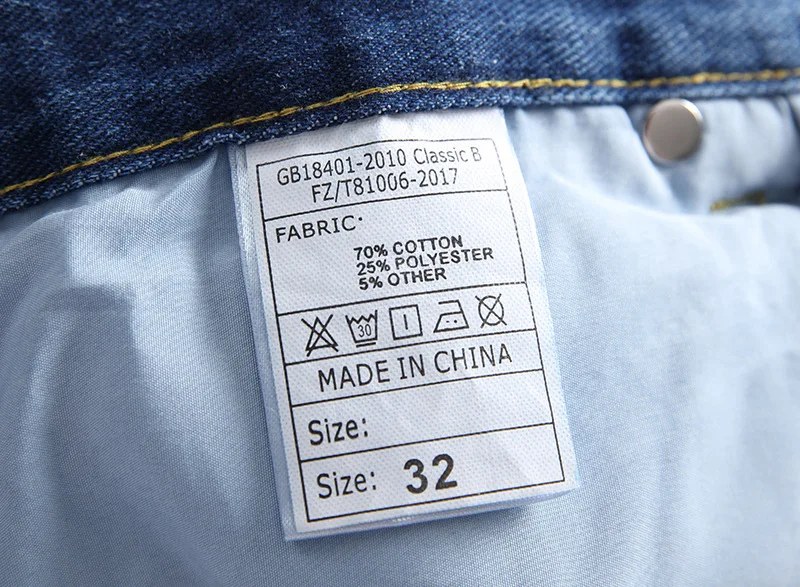 GB18401-2010 Classic B
FZ/T81006-2017
FABRIC:
70% COTTON
25% POLYESTER
5% OTHER
30
MADE IN CHINA
Size:
Size: 32